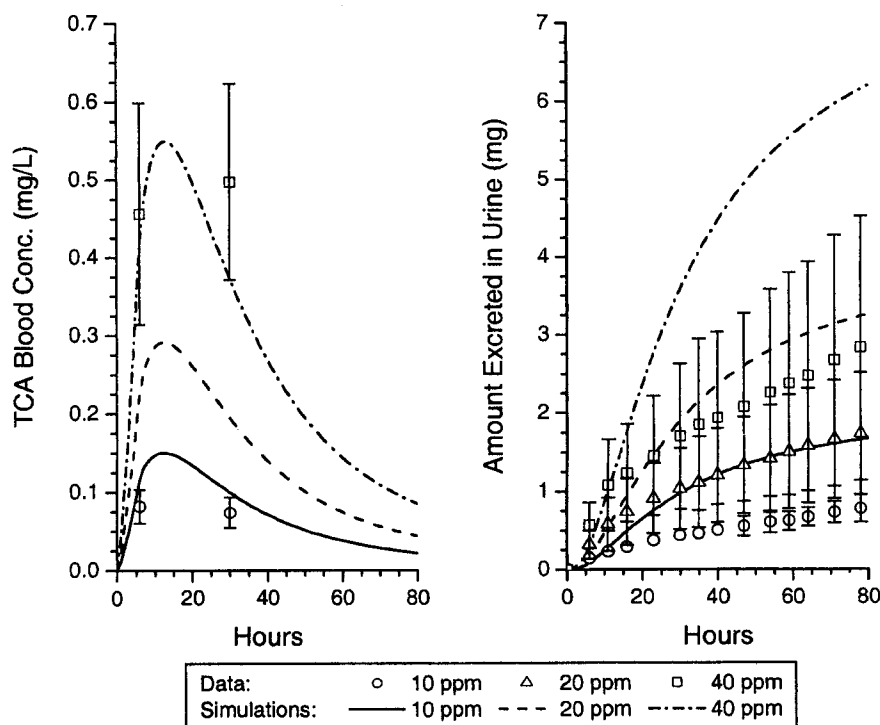 TCA Blood Conc. (mg/L)
0.7
0.6
0.5
0.4
0.3
0.2
0.1
0.0
0 20 40 60 80
Hours
Amount Excreted in Urine (mg)
7
6
5
4
3
2
1
0
0 20 40 60 80
Hours
Data: 10 ppm 20 ppm 40 ppm
Simulations: 10 ppm 20 ppm 40 ppm